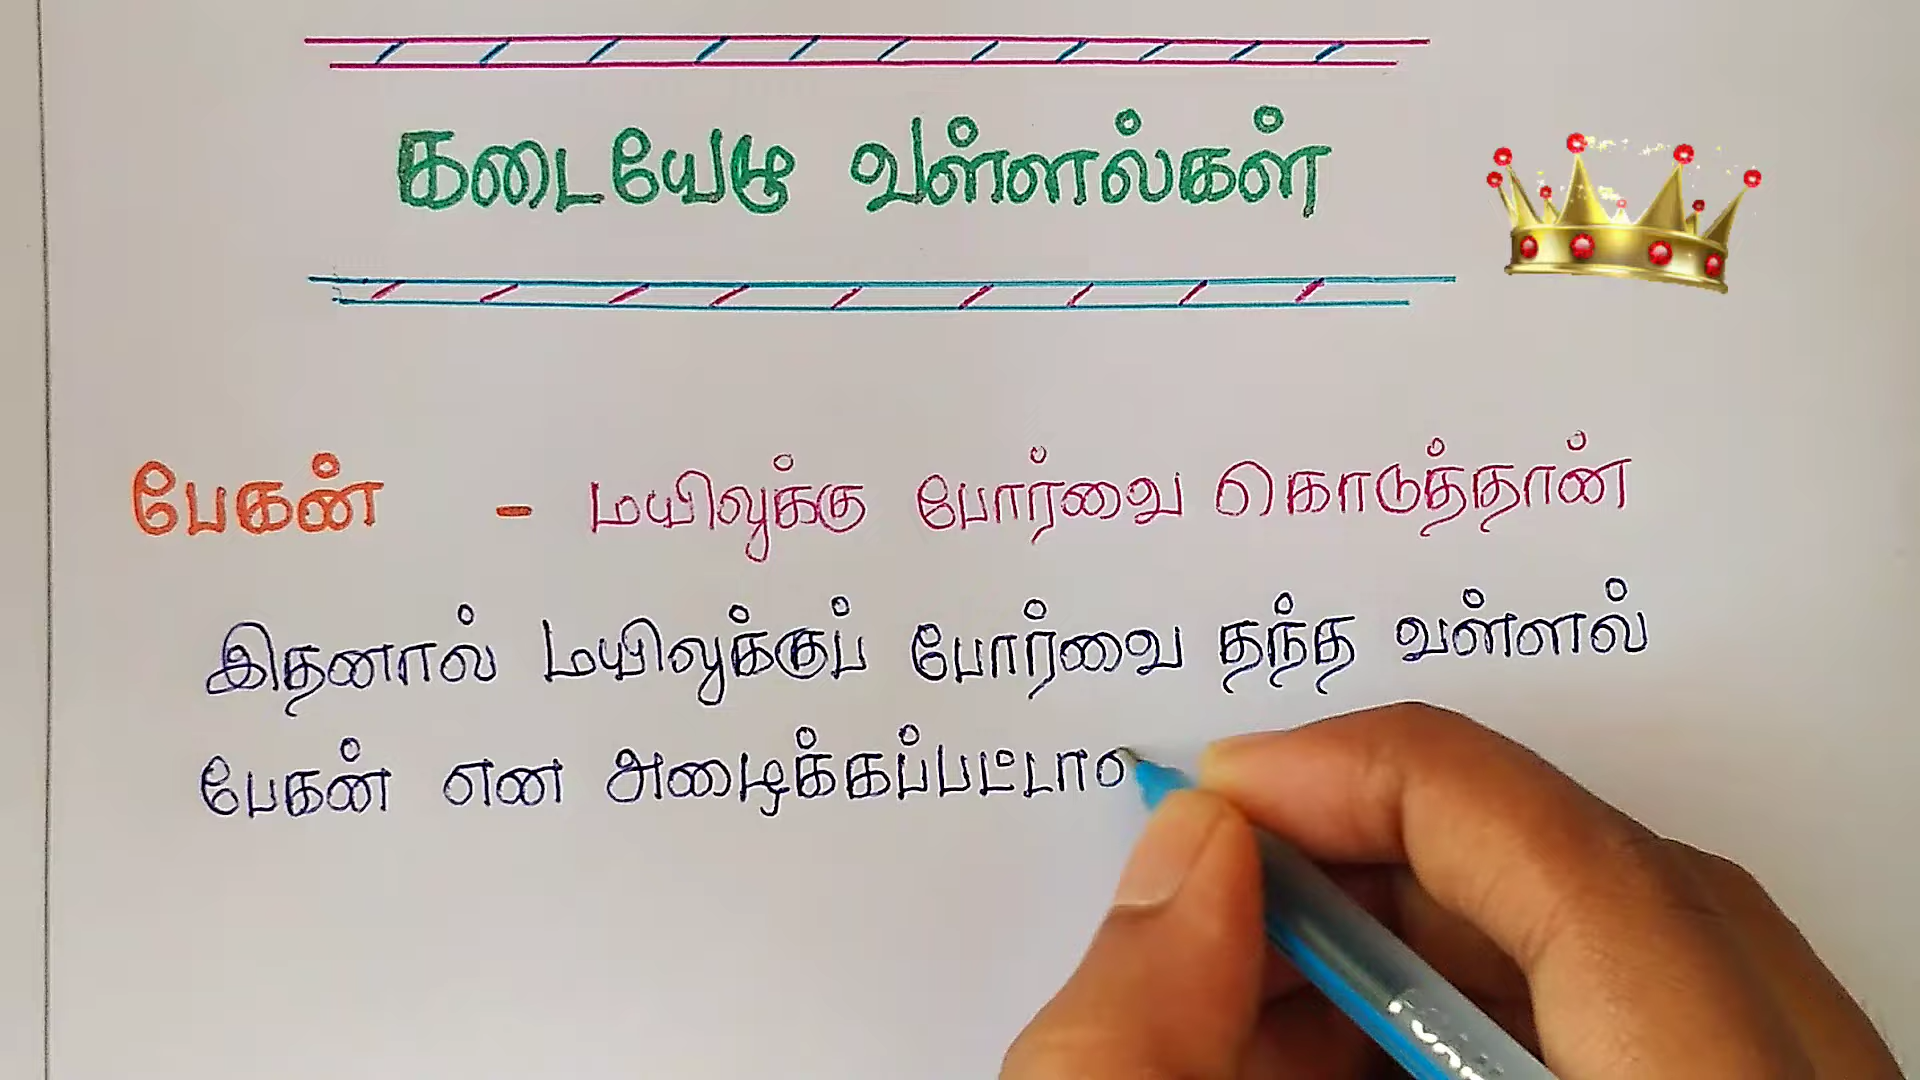 கடையேழு வள்ளல்கள்
பேகன் - மயிலுக்கு போர்வை கொடுத்தான்
இதனால் மயிலுக்குப் போர்வை தந்த வள்ளல்
பேகன் என அழைக்கப்பட்டா